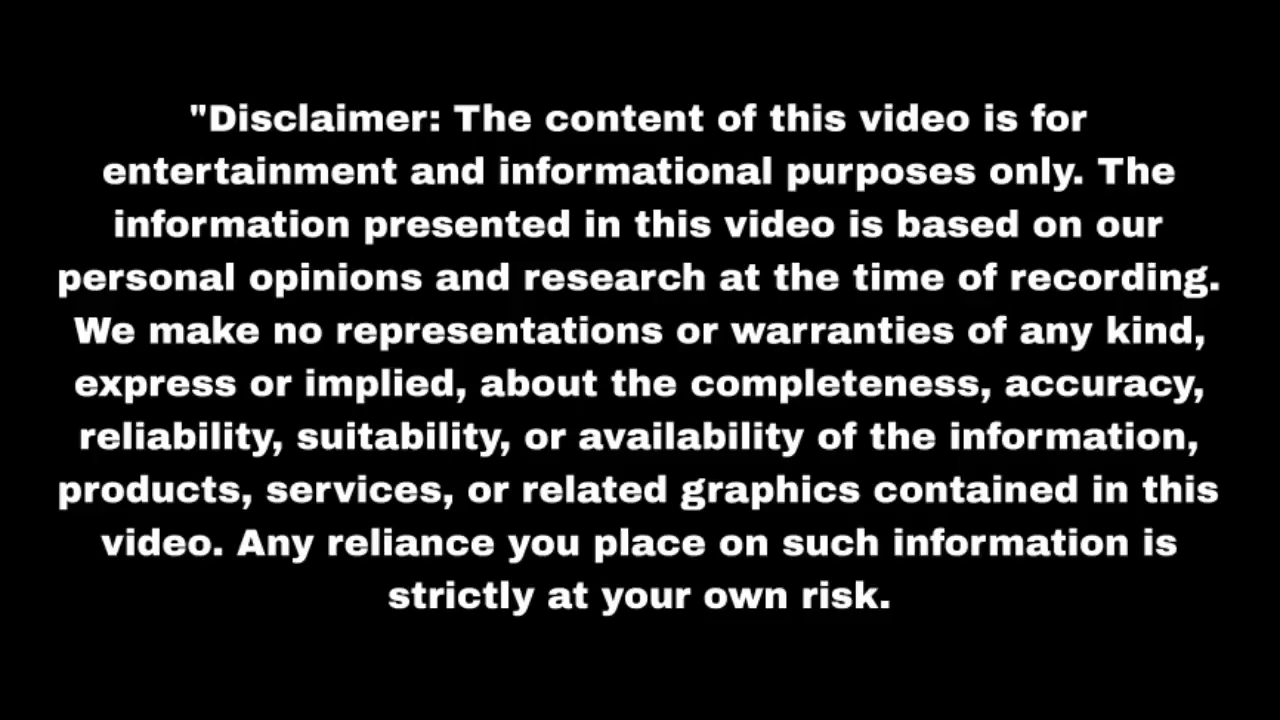 "Disclaimer: The content of this video is for
entertainment and informational purposes only. The
information presented in this video is based on our
personal opinions and research at the time of recording.
We make no representations or warranties of any kind,
express or implied, about the completeness, accuracy,
reliability, suitability, or availability of the information,
products, services, or related graphics contained in this
video. Any reliance you place on such information is
strictly at your own risk.